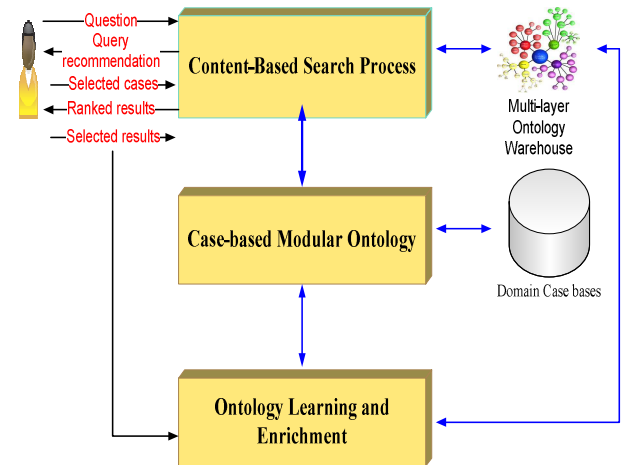 Question
Query
recommendation
Selected cases
Ranked results
Selected results
Content-Based Search Process
Multi-layer
Ontology
Warehouse
Case-based Modular Ontology
Domain Case bases
Ontology Learning and
Enrichment